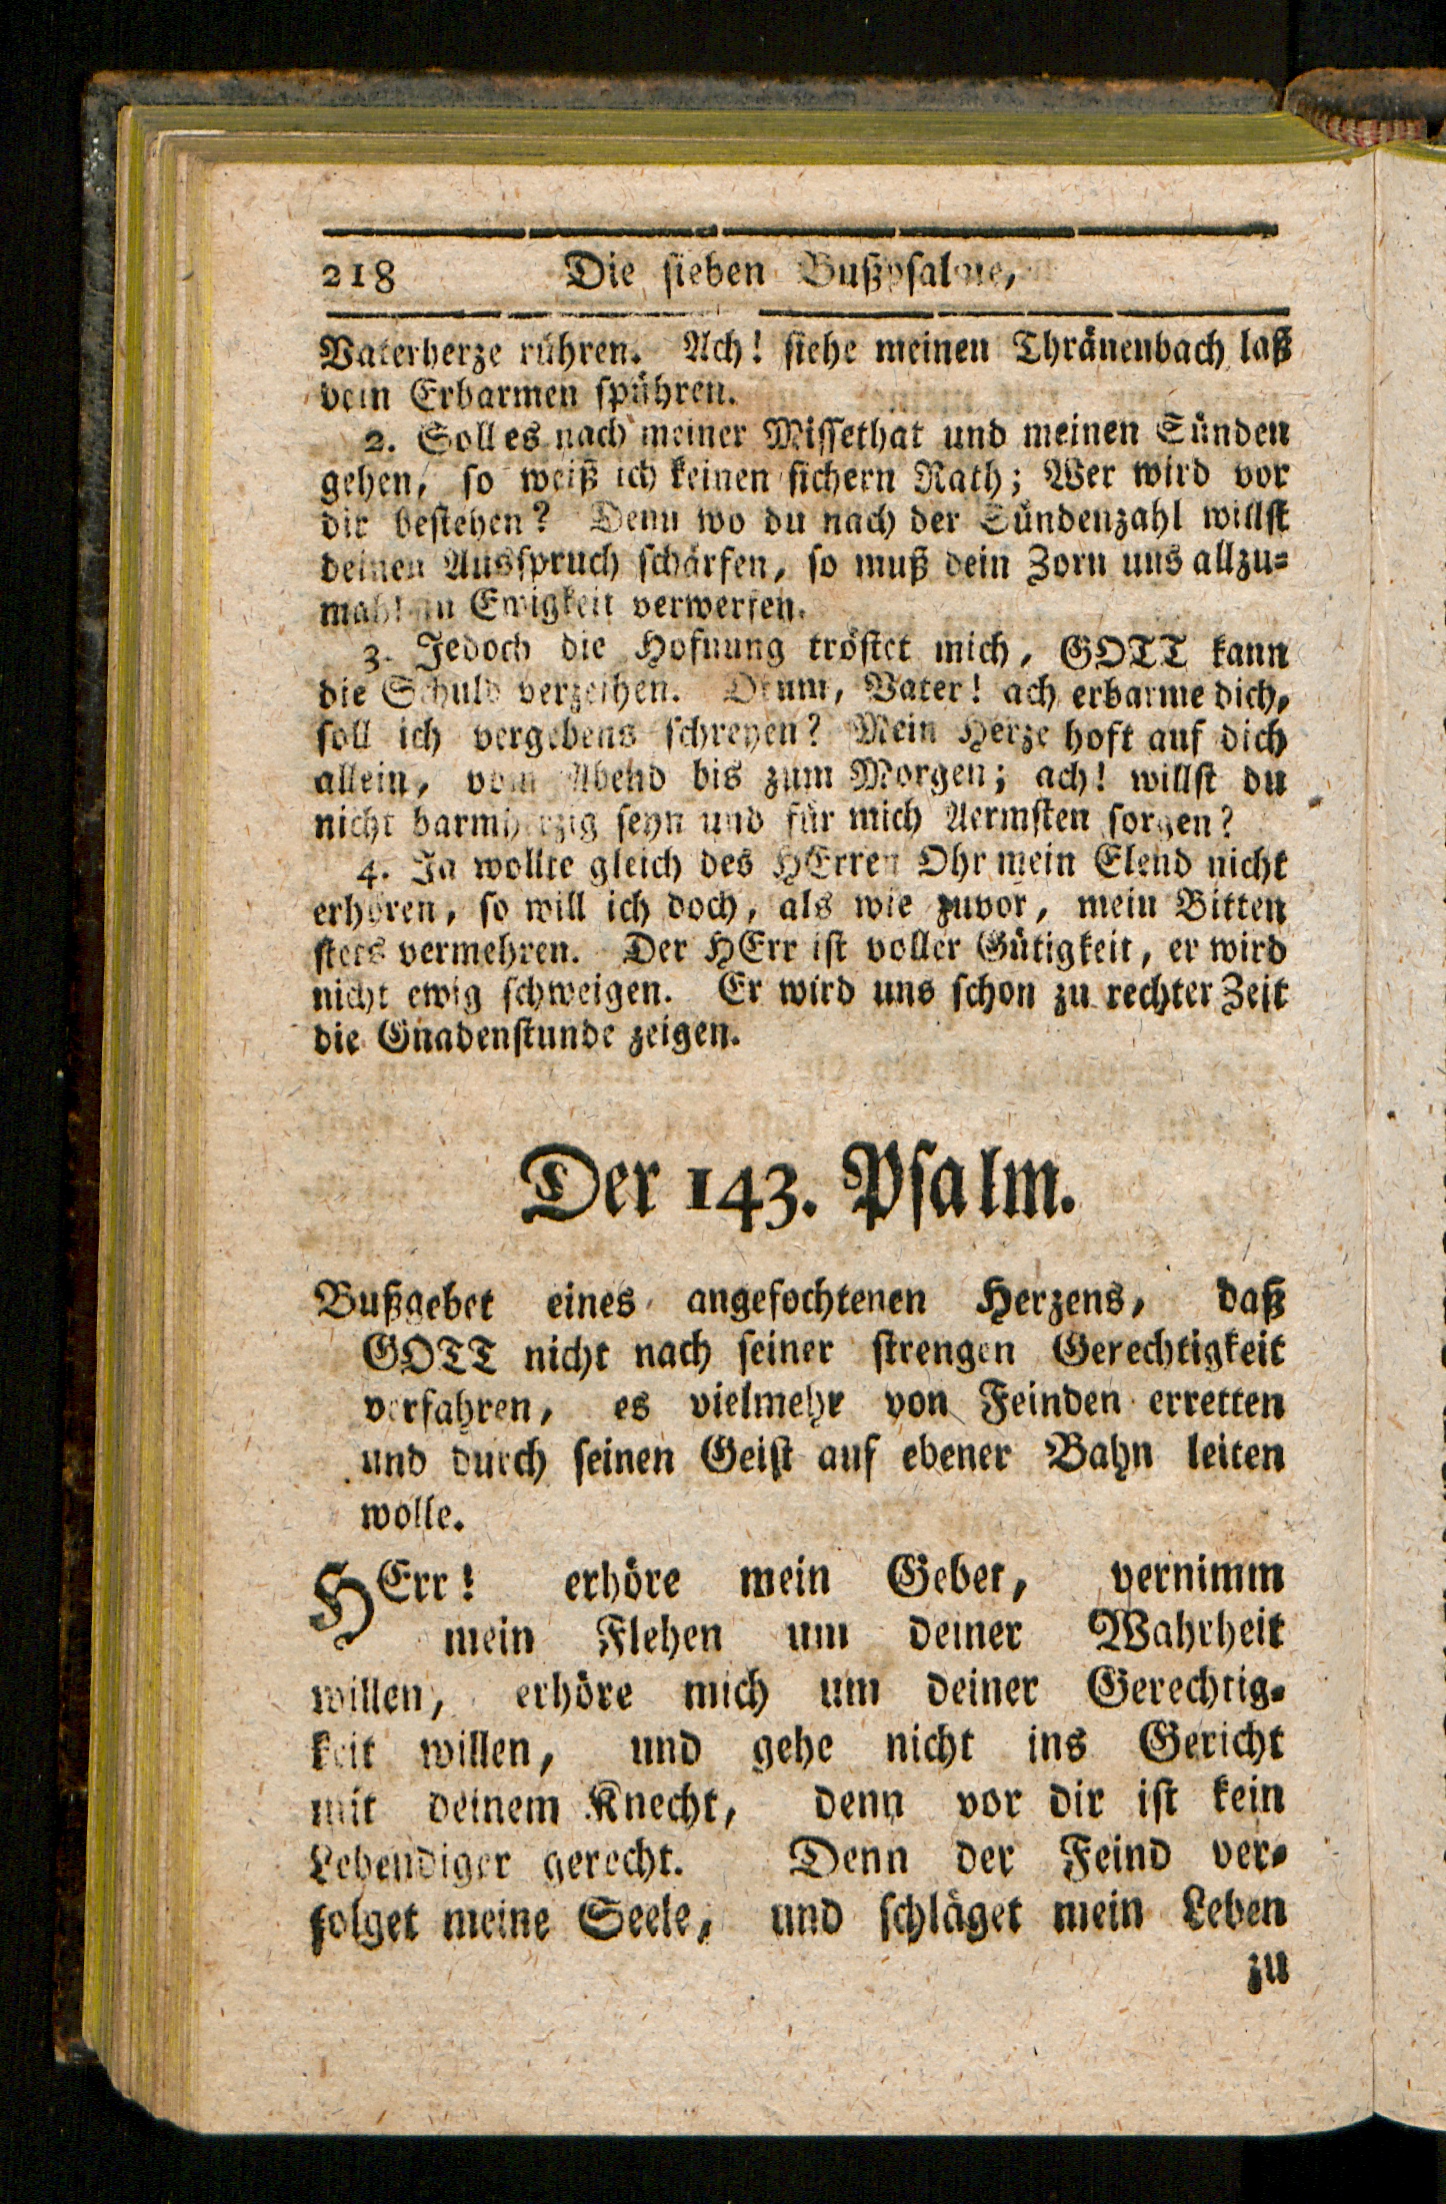 218 Die sieben Bußpsalme,
Vaterherze rühren. Ach! siehe meinen Thränenbach laß
dein Erbarmen spühren.
2. Soll es nach meiner Missethat und meinen Sünden
gehen, so weiß ich keinen sichern Rath; Wer wird vor
dir bestehen? Denn wo du nach der Sündenzahl willst
deinen Ausspruch schärfen, so muß dein Zorn uns allzu-
mahl in Ewigkeit verwerfen.
3. Jedoch die Hofnung tröstet mich, GOTT kann
die Schuld verzeihen. Drum, Vater! ach erbarme dich,
soll ich vergebens schreyen? Mein Herze hoft auf dich
allein, vom Abend bis zum Morgen; ach! willst du
nicht barmherzig seyn und für mich Aermsten sorgen?
4. Ja wollte gleich des HErren Ohr mein Elend nicht
erhören, so will ich doch, als wie zuvor, mein Bitten
stets vermehren. Der HErr ist voller Gütigkeit, er wird
nicht ewig schweigen. Er wird uns schon zu rechter Zeit
die Gnadenstunde zeigen.
Der 143. Psalm.
Bußgebet eines angefochtenen Herzens, daß
GOTT nicht nach seiner strengen Gerechtigkeit
verfahren, es vielmehr von Feinden erretten
und durch seinen Geist auf ebener Bahn leiten
wolle.
HErr! erhöre mein Gebet, vernimm
mein Flehen um deiner Wahrheit
willen, erhöre mich um deiner Gerechtig-
keit willen, und gehe nicht ins Gericht
mit deinem Knecht, denn vor dir ist kein
Lebendiger gerecht. Denn der Feind ver-
folget meine Seele, und schläget mein Leben
zu